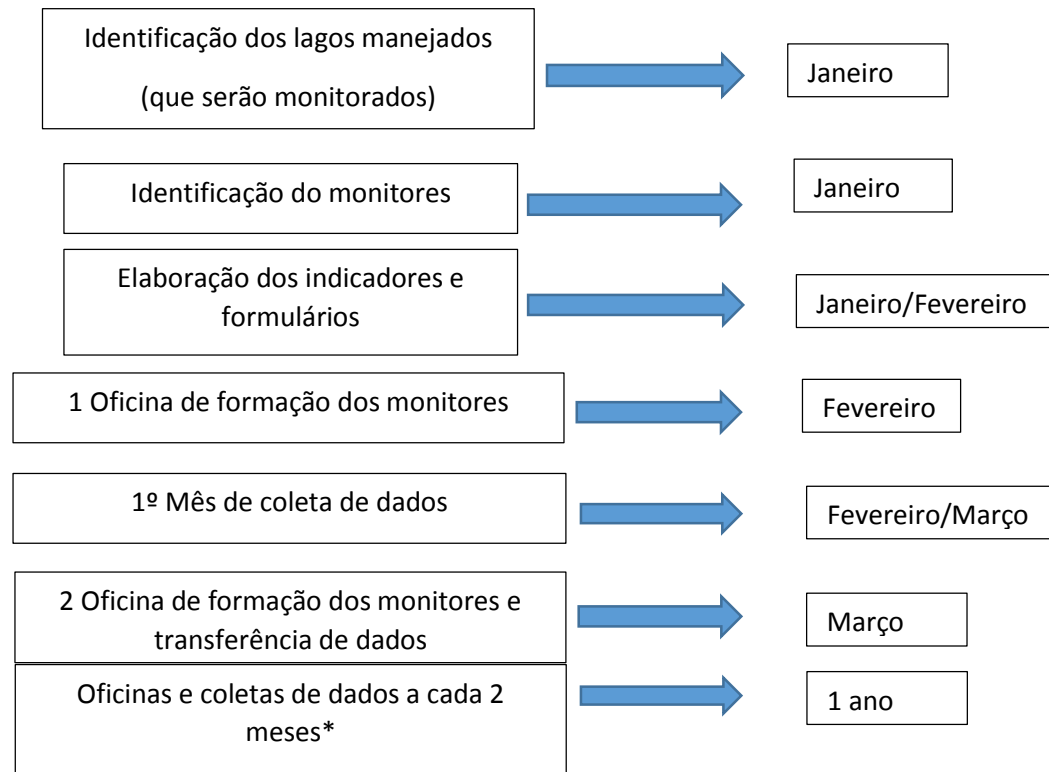 Identificação dos lagos manejados
(que serão monitorados)
Janeiro
Identificação do monitores
Janeiro
Elaboração dos indicadores e
formulários
Janeiro/Fevereiro
1 Oficina de formação dos monitores
Fevereiro
1º Mês de coleta de dados
Fevereiro/Março
2 Oficina de formação dos monitores e
transferência de dados
Março
Oficinas e coletas de dados a cada 2
meses*
1 ano